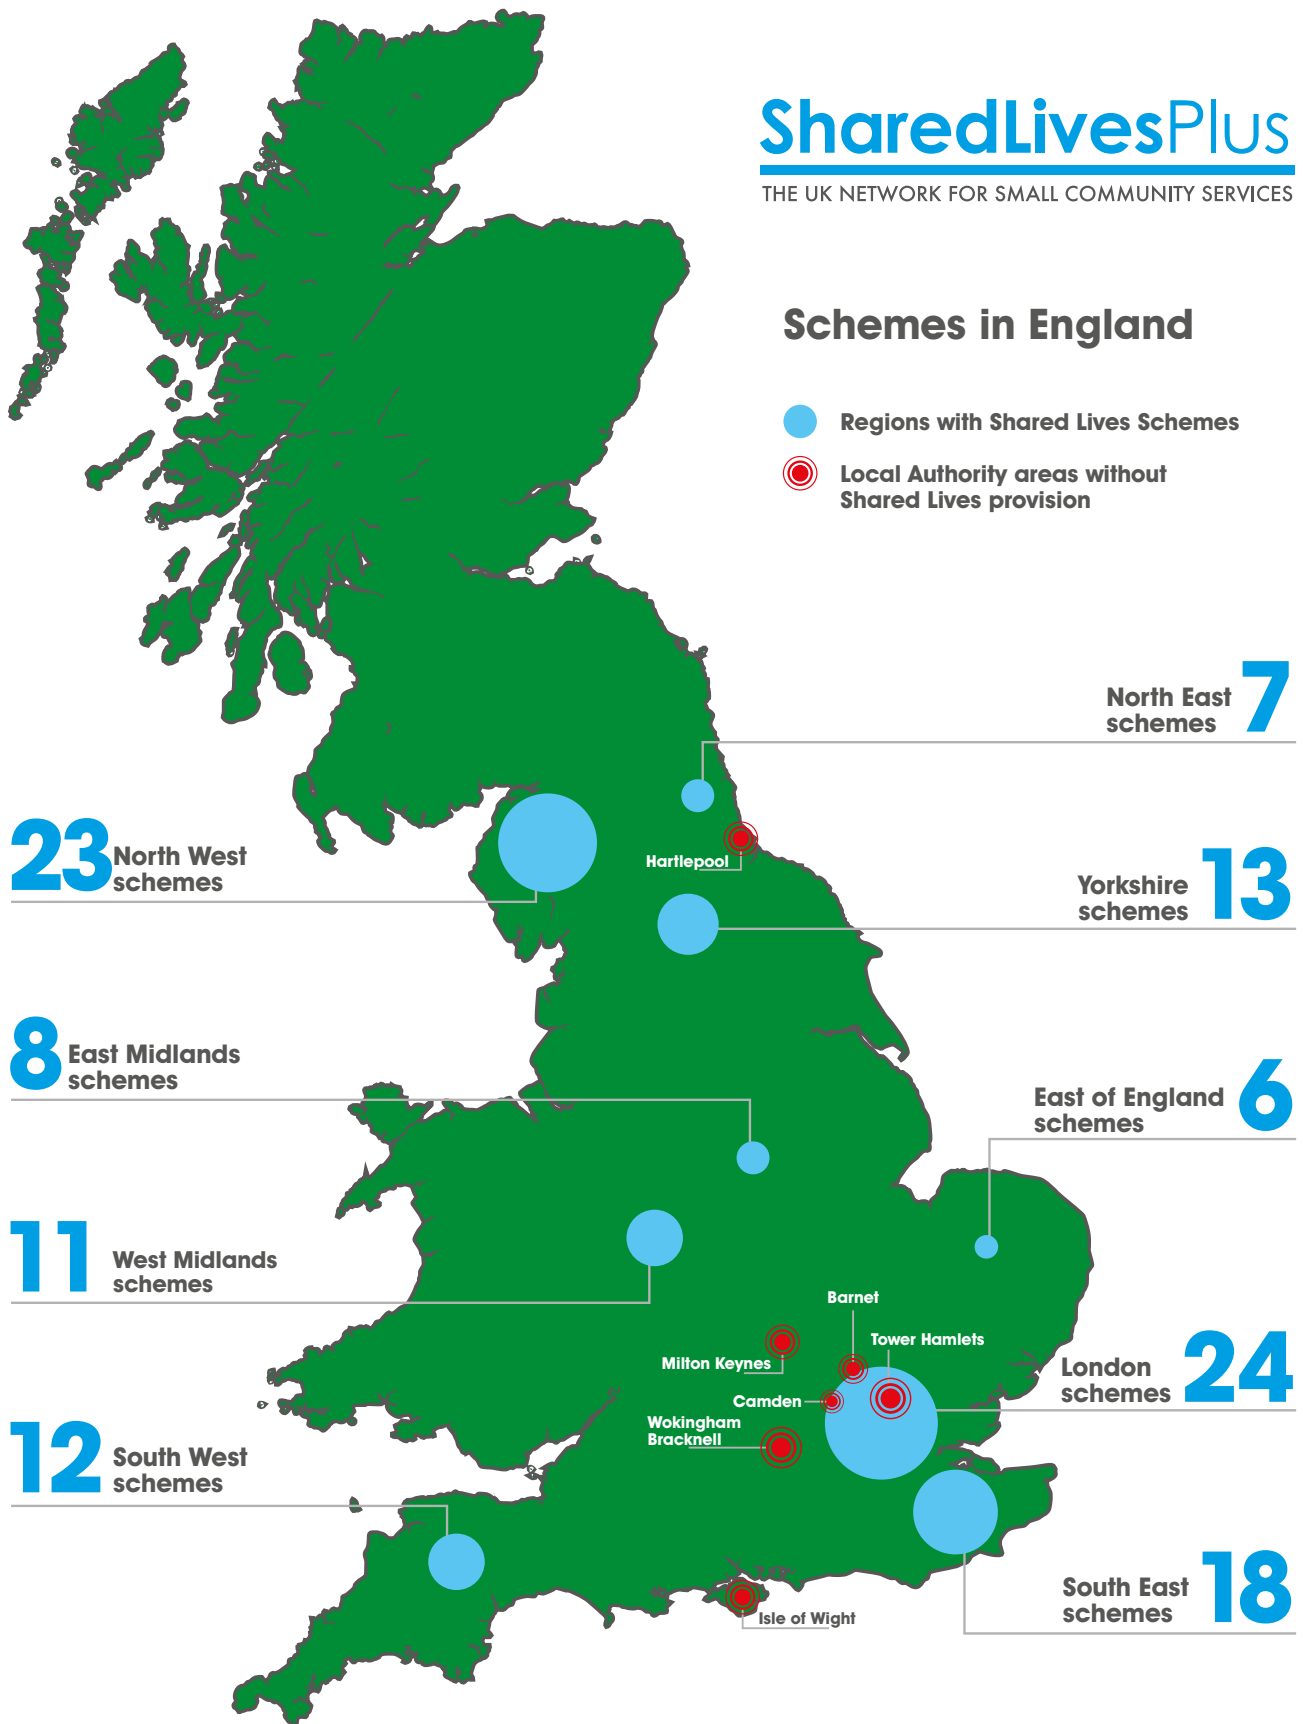 SharedLivesPlus
THE UK NETWORK FOR SMALL COMMUNITY SERVICES
Schemes in England
Regions with Shared Lives Schemes
Local Authority areas without
Shared Lives provision
North East
schemes
7
23
North West
schemes
Hartlepool
Yorkshire
schemes
13
8
East Midlands
schemes
East of England
schemes
6
11
West Midlands
schemes
Barnet
Tower Hamlets
Milton Keynes
Camden
London
schemes
24
Wokingham
Bracknell
12
South West
schemes
South East
schemes
18
Isle of Wight